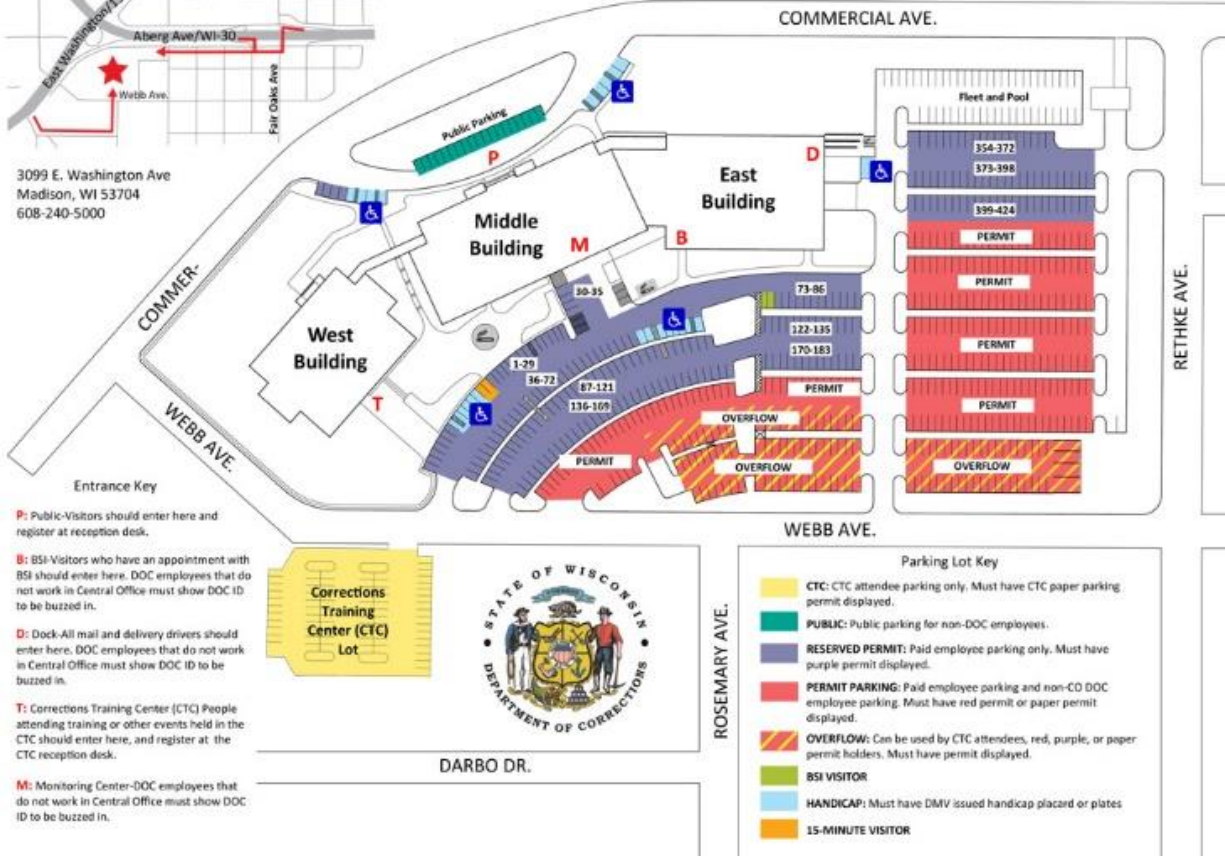 East Washington/15
Aberg Ave/WI-30
Webb Ave.
Fair Oaks Ave
3099 E. Washington Ave
Madison, WI 53704
608-240-5000
COMMERCIAL AVE.
COMMER-
WEBB AVE.
RETHKE AVE.
Public Parking
P
Fleet and Pool
D
East
Building
Middle
Building
M
B
West
Building
T
354-372
373-398
399-424
PERMIT
PERMIT
PERMIT
PERMIT
OVERFLOW
30-35
73-86
122-135
170-183
1-29
36-72
87-121
136-169
PERMIT
OVERFLOW
PERMIT
OVERFLOW
WEBB AVE.
Entrance Key
P: Public-Visitors should enter here and
register at reception desk.
B: BSI-Visitors who have an appointment with
BSI should enter here. DOC employees that do
not work in Central Office must show DOC ID
to be buzzed in.
D: Dock-All mail and delivery drivers should
enter here. DOC employees that do not work
in Central Office must show DOC ID to be
buzzed in.
T: Corrections Training Center (CTC) People
attending training or other events held in the
CTC should enter here, and register at the
CTC reception desk.
M: Monitoring Center-DOC employees that
do not work in Central Office must show DOC
ID to be buzzed in.
Corrections
Training
Center (CTC)
Lot
STATE OF WISCONSIN
DEPARTMENT OF CORRECTIONS
DARBO DR.
ROSEMARY AVE.
Parking Lot Key
CTC: CTC attendee parking only. Must have CTC paper parking
permit displayed.
PUBLIC: Public parking for non-DOC employees.
RESERVED PERMIT: Paid employee parking only. Must have
purple permit displayed.
PERMIT PARKING: Paid employee parking and non-CO DOC
employee parking. Must have red permit or paper permit
displayed.
OVERFLOW: Can be used by CTC attendees, red, purple, or paper
permit holders. Must have permit displayed.
BSI VISITOR
HANDICAP: Must have DMV issued handicap placard or plates
15-MINUTE VISITOR